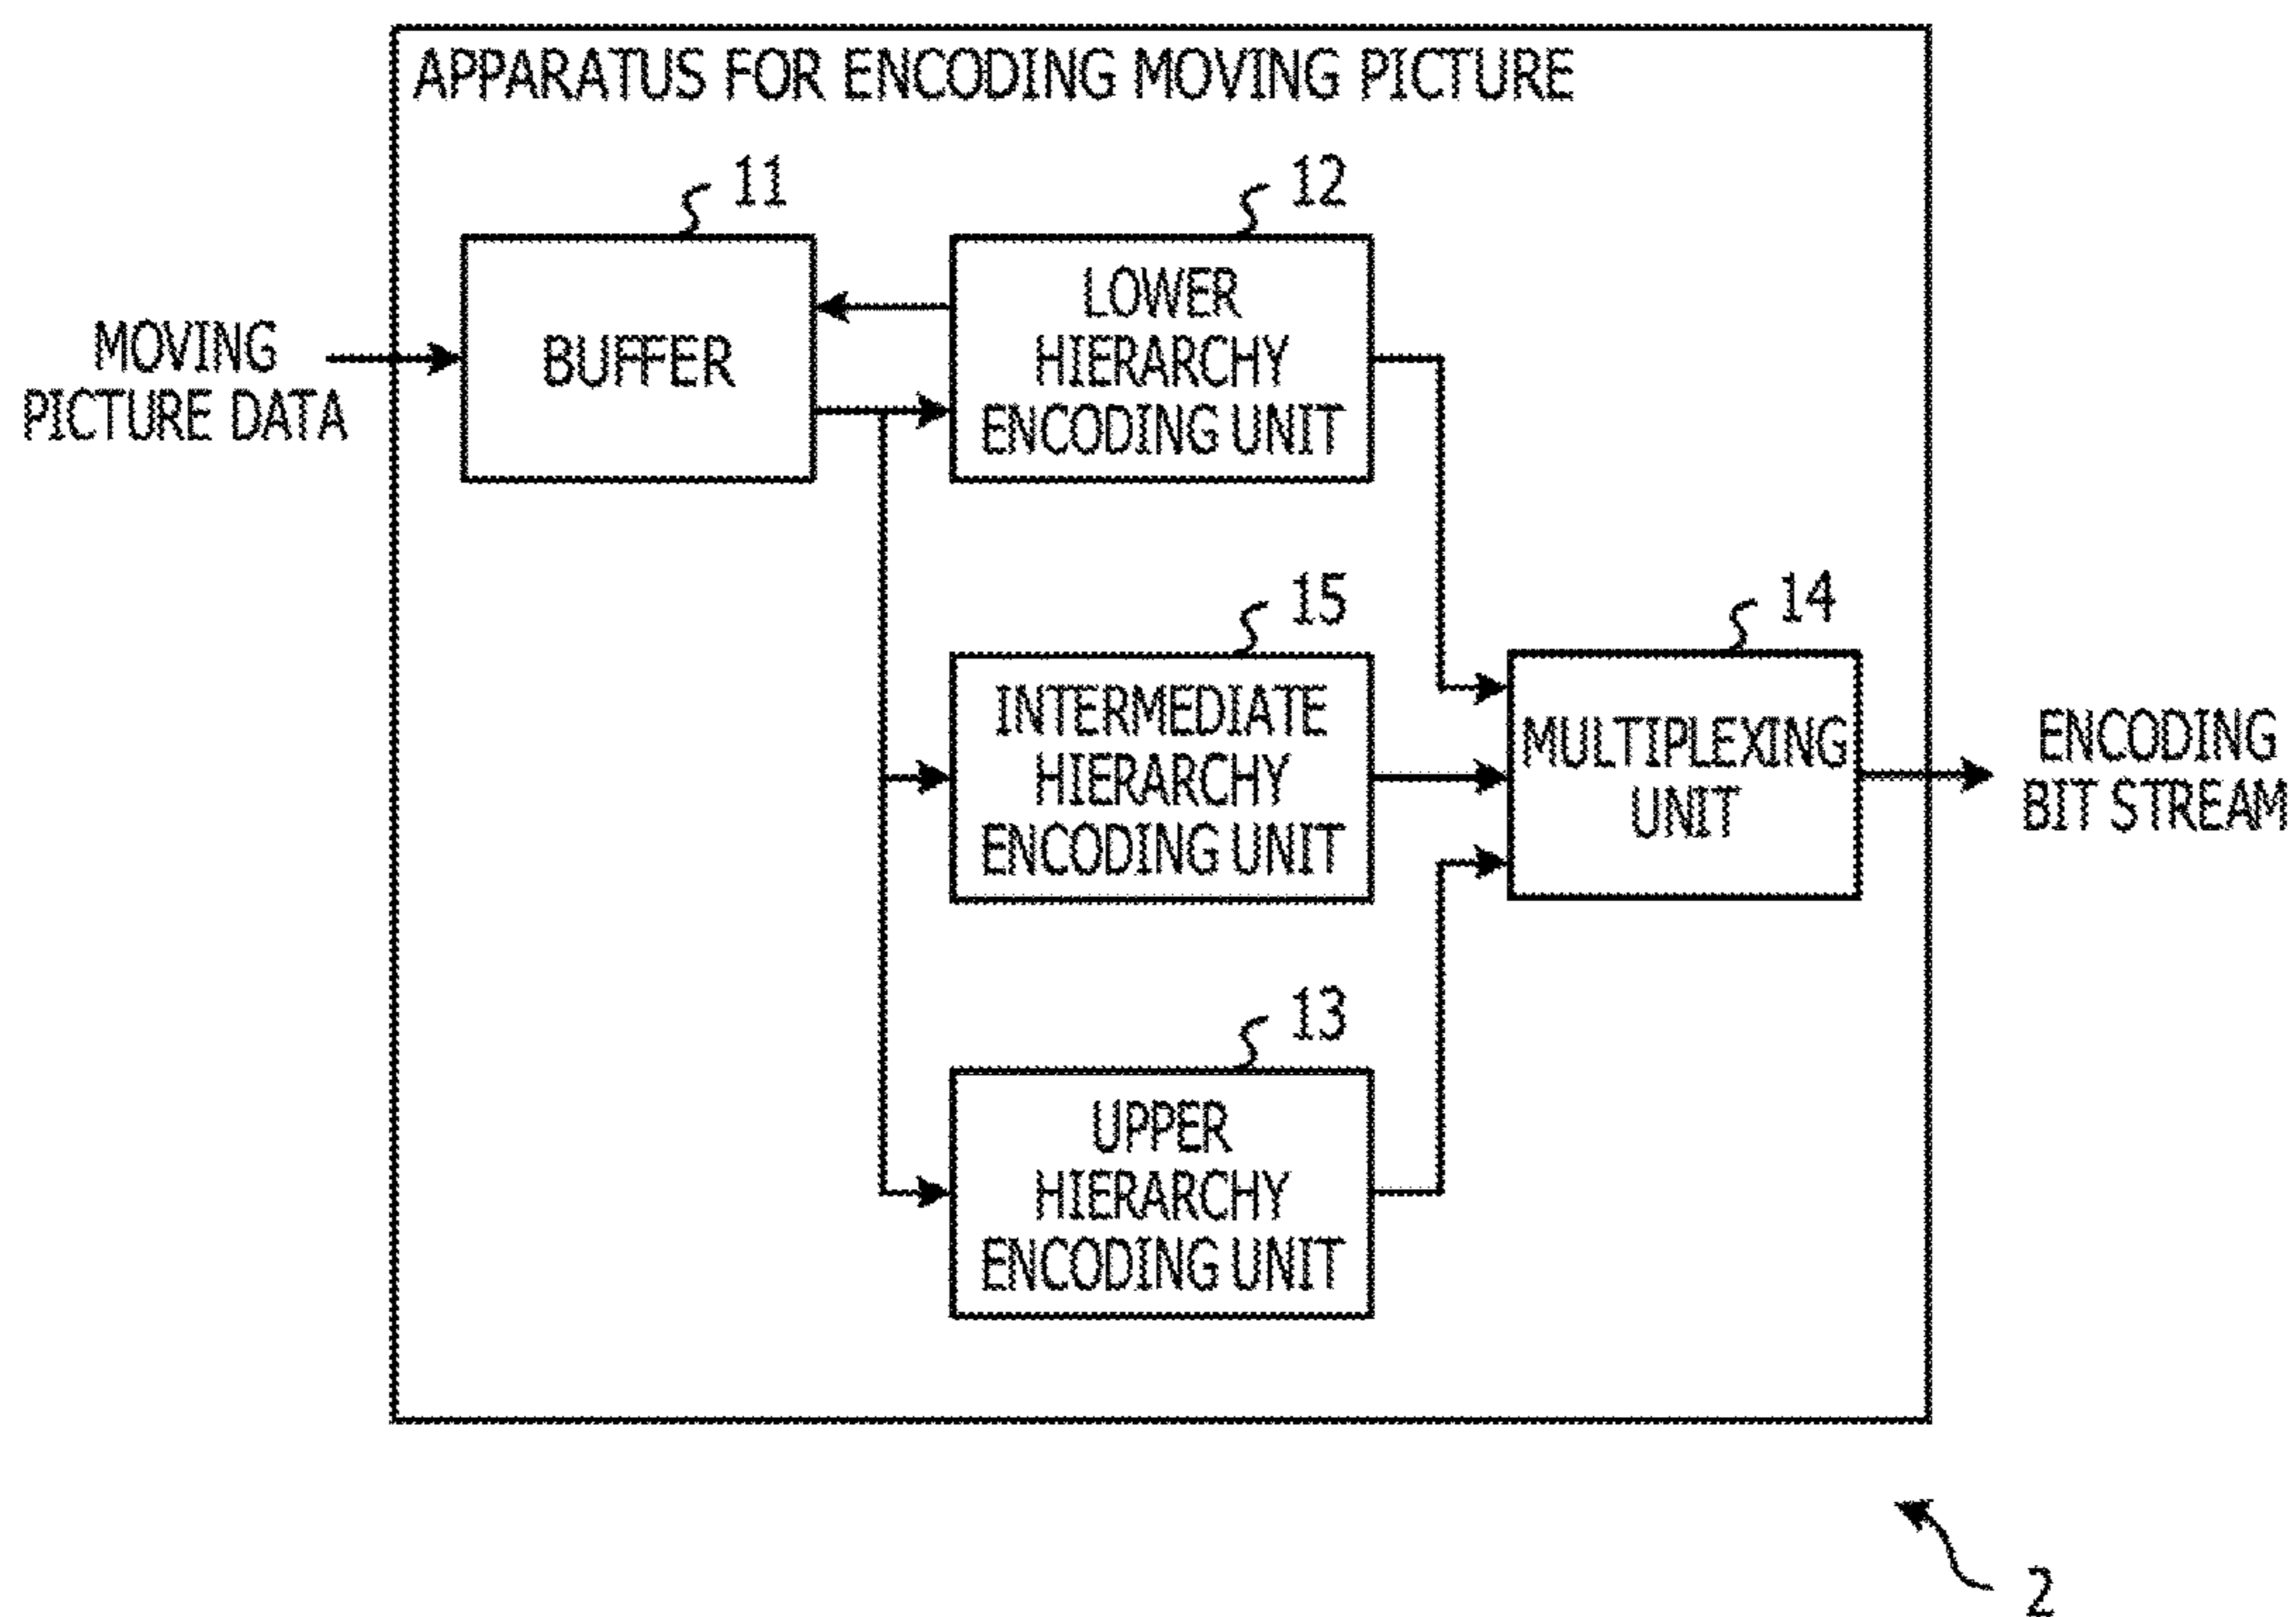 APPARATUS FOR ENCODING MOVING PICTURE
11
12
MOVING
PICTURE DATA
BUFFER
LOWER
HIERARCHY
ENCODING UNIT
15
14
INTERMEDIATE
HIERARCHY
ENCODING UNIT
MULTIPLEXING
UNIT
ENCODING
BIT STREAM
13
UPPER
HIERARCHY
ENCODING UNIT
2